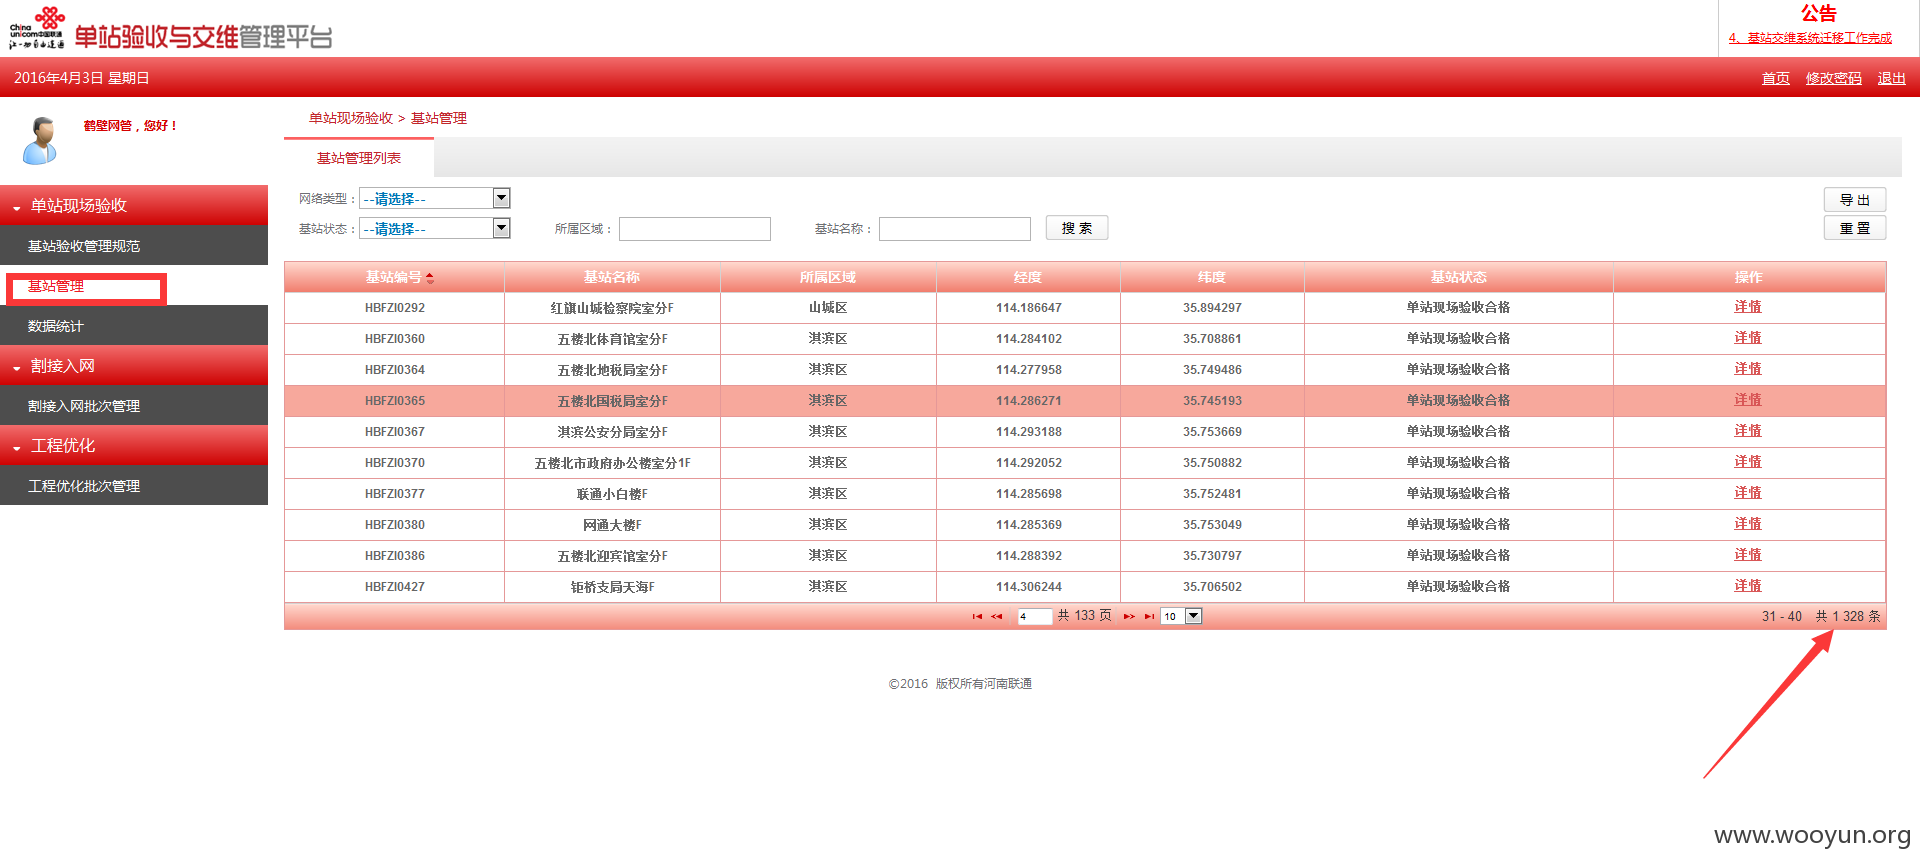 China
unicom中国联通
单站验收与交维管理平台
公告
4、基站交维系统迁移工作完成
2016年4月3日 星期日
首页 修改密码 退出
鹤壁网管，您好！
单站现场验收 > 基站管理
基站管理列表
单站现场验收
基站验收管理规范
基站管理
数据统计
割接入网
割接入网批次管理
工程优化
工程优化批次管理
网络类型： --请选择--
导 出
基站状态： --请选择-- 所属区域： 基站名称： 搜 索
重 置
基站编号 基站名称 所属区域 经度 纬度 基站状态 操作
HBFZI0292 红旗山城检察院室分F 山城区 114.186647 35.894297 单站现场验收合格 详情
HBFZI0360 五楼北体育馆室分F 淇滨区 114.284102 35.708861 单站现场验收合格 详情
HBFZI0364 五楼北地税局室分F 淇滨区 114.277958 35.749486 单站现场验收合格 详情
HBFZI0365 五楼北国税局室分F 淇滨区 114.286271 35.745193 单站现场验收合格 详情
HBFZI0367 淇滨公安分局室分F 淇滨区 114.293188 35.753669 单站现场验收合格 详情
HBFZI0370 五楼北市政府办公楼室分1F 淇滨区 114.292052 35.750882 单站现场验收合格 详情
HBFZI0377 联通小白楼F 淇滨区 114.285698 35.752481 单站现场验收合格 详情
HBFZI0380 网通大楼F 淇滨区 114.285369 35.753049 单站现场验收合格 详情
HBFZI0386 五楼北迎宾馆室分F 淇滨区 114.288392 35.730797 单站现场验收合格 详情
HBFZI0427 钜桥支局天海F 淇滨区 114.306244 35.706502 单站现场验收合格 详情
4 共 133 页 10 31 - 40 共 1 328 条
©2016 版权所有河南联通
www.wooyun.org